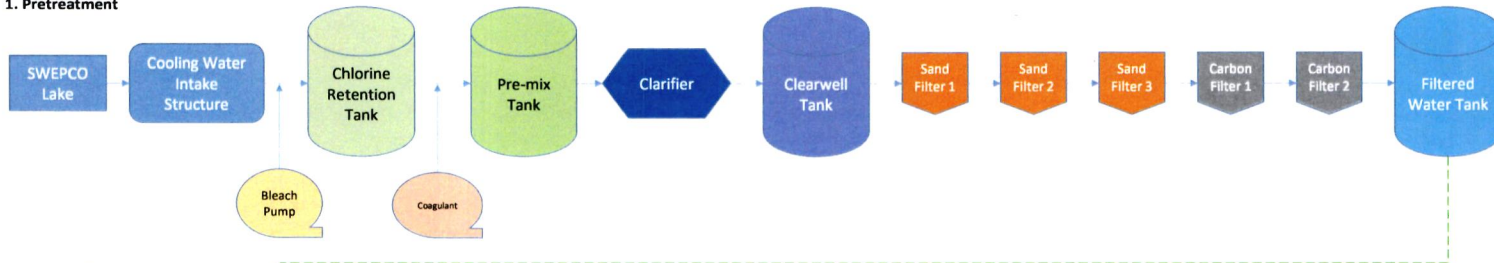 1. Pretreatment
SWEPCO
Lake
Cooling Water
Intake
Structure
Chlorine
Retention
Tank
Pre-mix
Tank
Clarifier
Clearwell
Tank
Sand
Filter 1
Sand
Filter 2
Sand
Filter 3
Carbon
Filter 1
Carbon
Filter 2
Filtered
Water Tank
Bleach
Pump
Coagulant